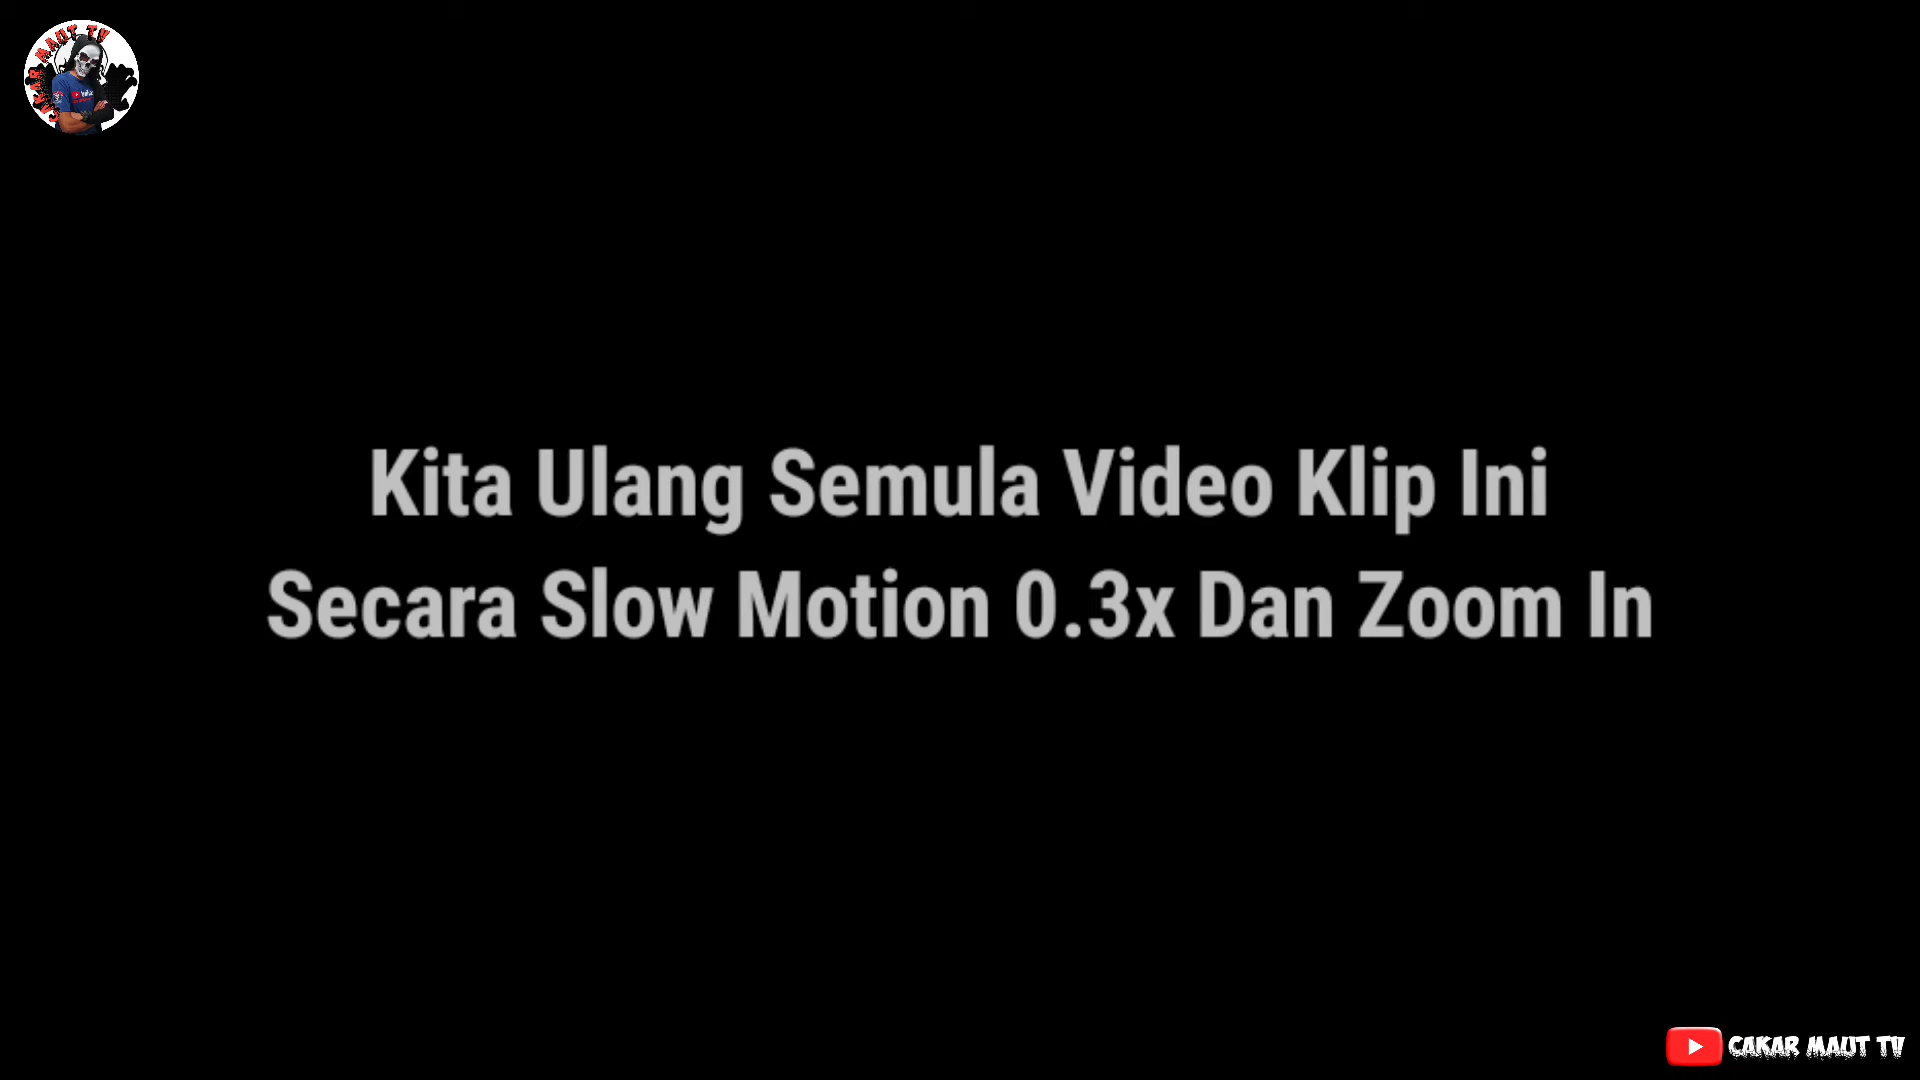 CAKAR MAUT TV
Kita Ulang Semula Video Klip Ini
Secara Slow Motion 0.3x Dan Zoom In
CAKAR MAUT TV